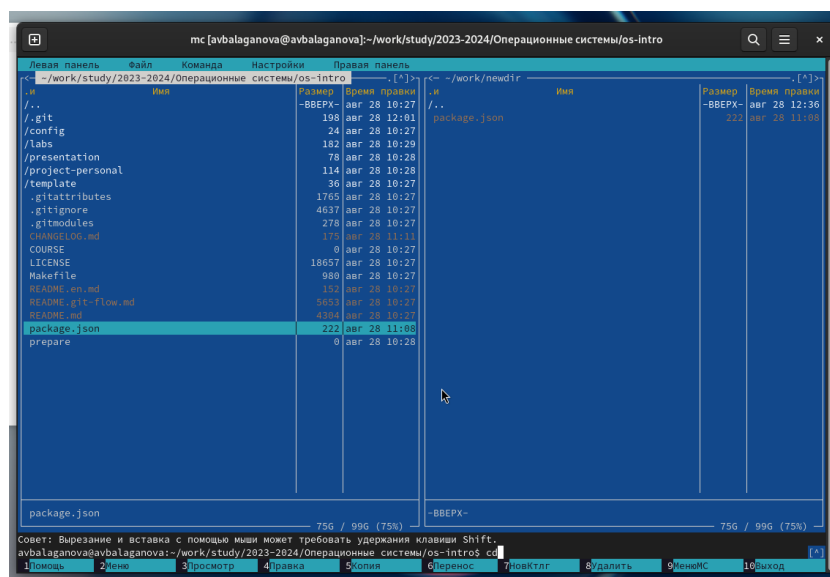 mc [avbalaganova@avbalaganova]:~/work/study/2023-2024/Операционные системы/os-intro
Левая панель Файл Команда Настройки Правая панель
<— ~/work/study/2023-2024/Операционные системы/os-intro .[^]>
.и Имя Размер Время правки
/.. -ВВЕРХ- авг 28 10:27
/.git 198 авг 28 12:01
/config 24 авг 28 10:27
/labs 182 авг 28 10:29
/presentation 78 авг 28 10:28
/project-personal 114 авг 28 10:28
/template 36 авг 28 10:27
.gitattributes 1765 авг 28 10:27
.gitignore 4637 авг 28 10:27
.gitmodules 278 авг 28 10:27
CHANGELOG.md 175 авг 28 11:11
COURSE 0 авг 28 10:27
LICENSE 18657 авг 28 10:27
Makefile 980 авг 28 10:27
README.en.md 152 авг 28 10:27
README.git-flow.md 5653 авг 28 10:27
README.md 4304 авг 28 10:27
package.json 222 авг 28 11:08
prepare 0 авг 28 10:28
package.json
75G / 99G (75%)
<— ~/work/newdir .[^]>
.и Имя Размер Время правки
/.. -ВВЕРХ- авг 28 12:36
package.json 222 авг 28 11:08
-ВВЕРХ-
75G / 99G (75%)
Совет: Вырезание и вставка с помощью мыши может требовать удержания клавиши Shift.
avbalaganova@avbalaganova:~/work/study/2023-2024/Операционные системы/os-intro$ cd [^]
1Помощь 2Меню 3Просмотр 4Правка 5Копия 6Перенос 7НовКтлг 8Удалить 9МенюMC 10Выход